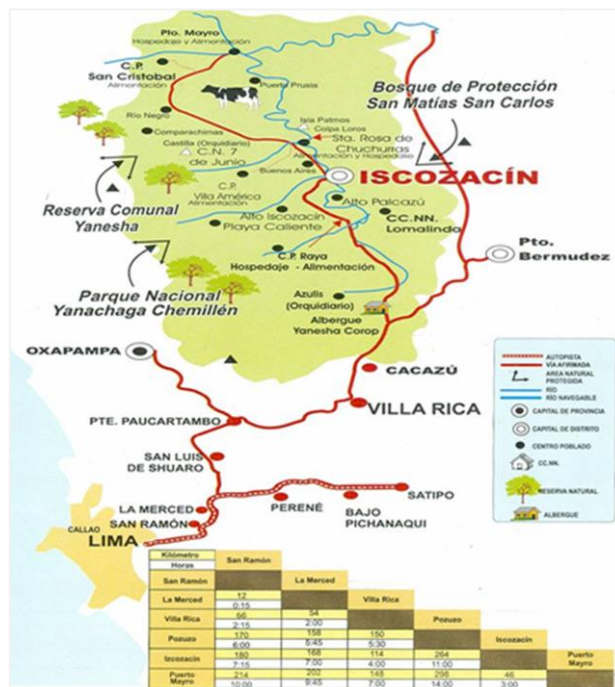 Pto. Mayro
Hospedaje y Alimentación
C.P.
San Cristobal
Alimentación
Puerto Prusia
Bosque de Protección
San Matías San Carlos
Río Negro
Isla Patmos
Colpa Loros
Comparachimas
Sta. Rosa de
Chuchurras
Castilla (Orquidiario)
Alimentación y Hospedaje
C.N. 7
de Junio
Buenos Aires
ISCOZACÍN
C.P.
Villa América
Alimentación
Alto Palcazú
Reserva Comunal
Yanesha
Alto Iscozacín
Playa Caliente
CC.NN.
Lomalinda
Pto.
Bermudez
C.P. Raya
Hospedaje - Alimentación
Parque Nacional
Yanachaga Chemillén
Azulis
(Orquidiario)
Albergue
Yanesha Corop
OXAPAMPA
CACAZÚ
VILLA RICA
PTE. PAUCARTAMBO
SAN LUIS
DE SHUARO
SATIPO
LA MERCED
PERENÉ
BAJO
PICHANAQUI
SAN RAMÓN
CALLAO
LIMA
AUTOPISTA
VÍA AFIRMADA
AREA NATURAL
PROTEGIDA
RÍO
RÍO NAVEGABLE
CAPITAL DE PROVINCIA
CAPITAL DE DISTRITO
CENTRO POBLADO
CC.NN.
RESERVA NATURAL
ALBERGUE
Kilómetro
Horas
San Ramón
San Ramón
La Merced
La Merced 12
0:15
Villa Rica
Villa Rica 66 54
2:15 2:00
Pozuzo
Pozuzo 170 158 150
6:00 5:45 5:30
Iscozacín
Izcozacín 180 168 114 264
7:15 7:00 4:00 11:00
Puerto
Mayro
Puerto
Mayro 214 202 148 298 46
10:00 9:45 7:00 14:00 3:00